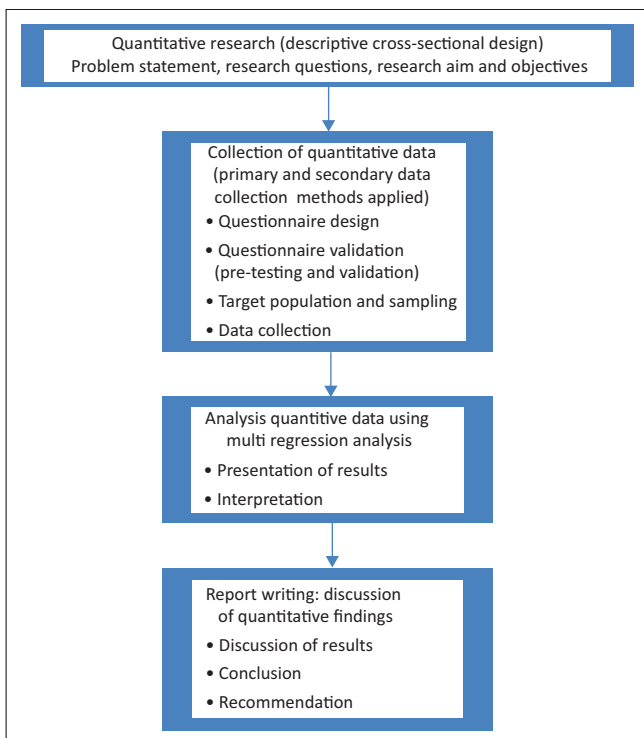 Quantitative research (descriptive cross-sectional design)
Problem statement, research questions, research aim and objectives
Collection of quantitative data
(primary and secondary data
collection methods applied)
• Questionnaire design
• Questionnaire validation
(pre-testing and validation)
• Target population and sampling
• Data collection
Analysis quantitive data using
multi regression analysis
• Presentation of results
• Interpretation
Report writing: discussion
of quantitative findings
• Discussion of results
• Conclusion
• Recommendation